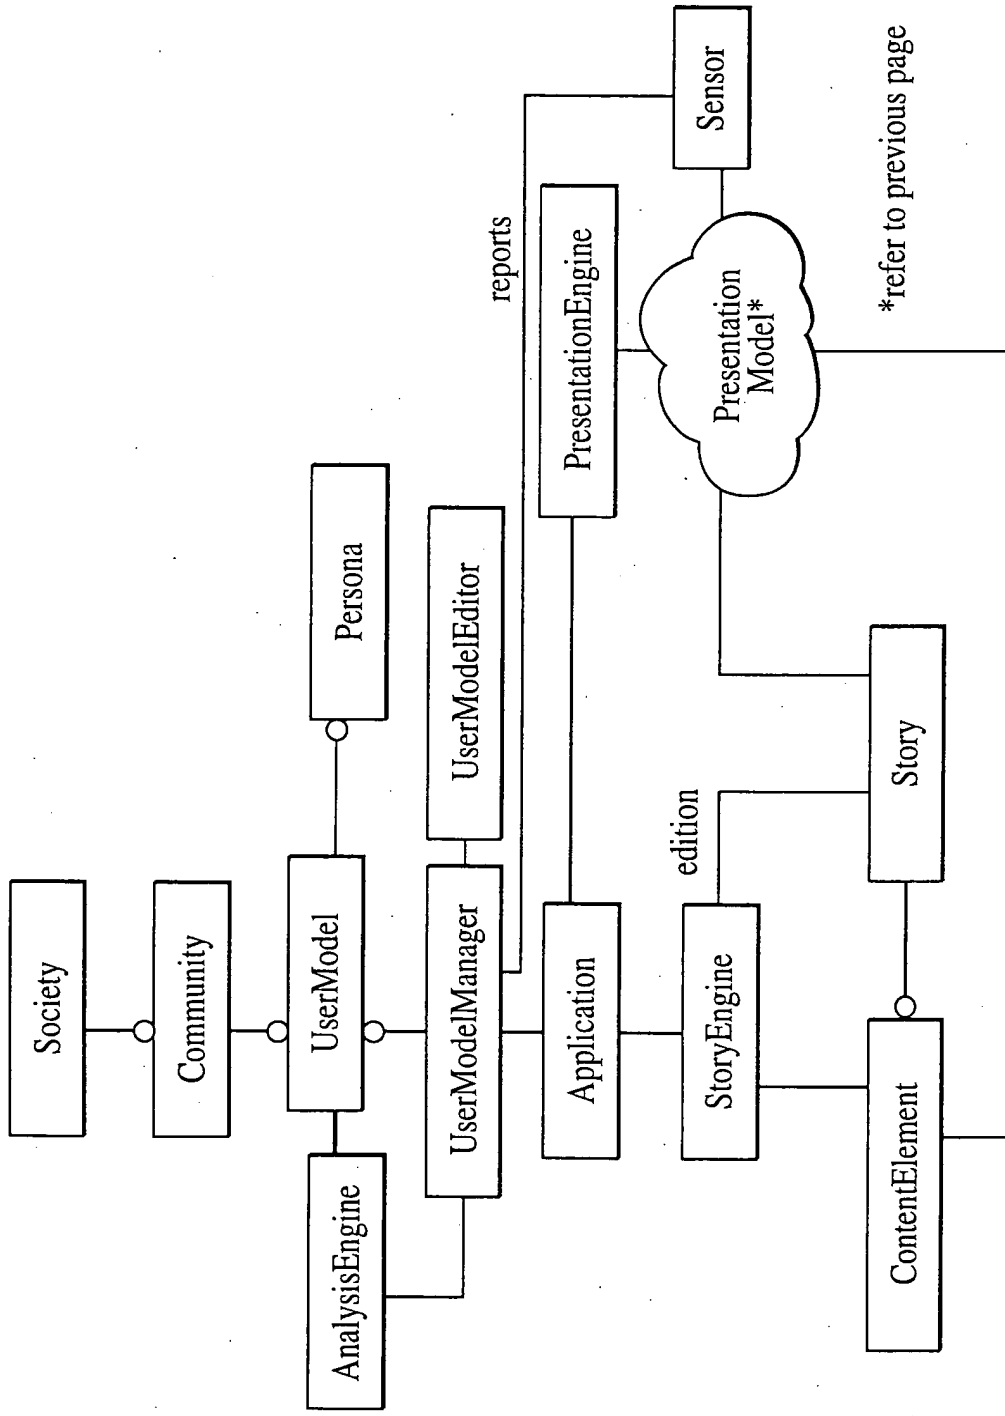 Society
Community
UserModel
Persona
AnalysisEngine
UserModelManager
UserModelEditor
reports
Application
PresentationEngine
Sensor
StoryEngine
edition
Presentation
Model*
ContentElement
Story
*refer to previous page